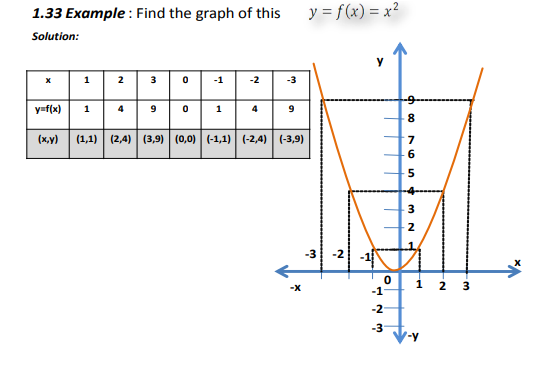 1.33 Example : Find the graph of this y = f(x) = x²
Solution:
x 1 2 3 0 -1 -2 -3
y=f(x) 1 4 9 0 1 4 9
(x,y) (1,1) (2,4) (3,9) (0,0) (-1,1) (-2,4) (-3,9)
y
9
8
7
6
5
4
3
2
1
-3 -2 -1
x
-x 0 1 2 3
-1
-2
-3
-y